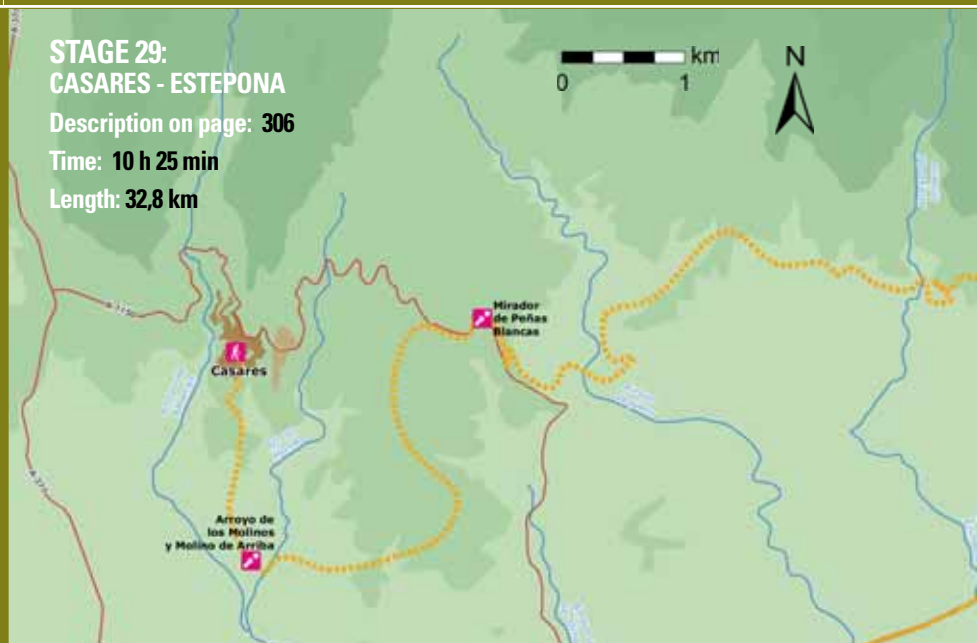 STAGE 29:
CASARES - ESTEPONA
Description on page: 306
Time: 10 h 25 min
Length: 32,8 km
km
0 1
N
Mirador
de Peñas
Blancas
Casares
Arroyo de
los Molinos
y Molino de Arriba
A-377